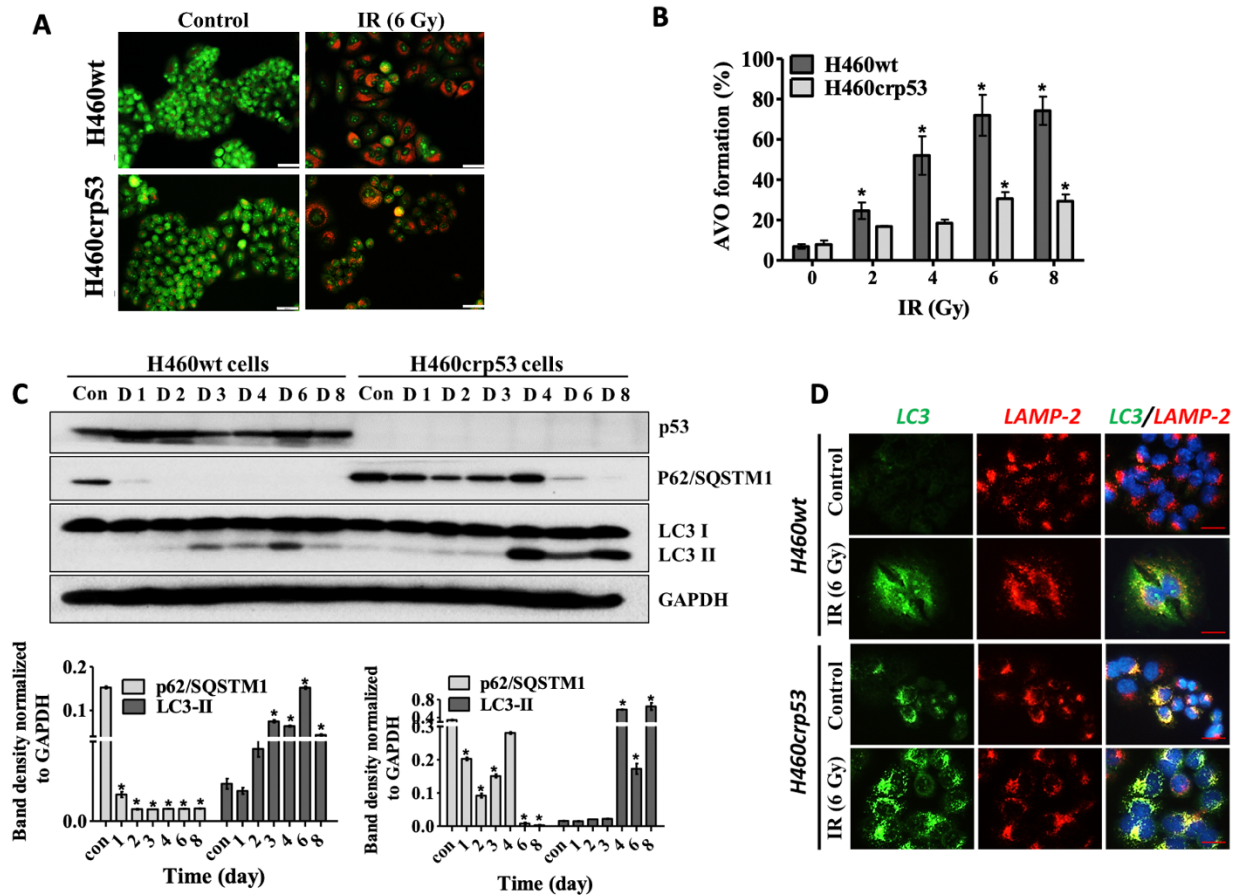 A
Control
IR (6 Gy)
H460wt
H460crp53
B
H460wt
H460crp53
AVO formation (%)
100
80
60
40
20
0
* * * * * *
0 2 4 6 8
IR (Gy)
C
H460wt cells
H460crp53 cells
Con D 1 D 2 D 3 D 4 D 6 D 8 Con D 1 D 2 D 3 D 4 D 6 D 8
p53
P62/SQSTM1
LC3 I
LC3 II
GAPDH
Band density normalized
to GAPDH
0.2
0.1
0.0
p62/SQSTM1
LC3-II
* * * * * * * * * *
con 1 2 3 4 6 8 con 1 2 3 4 6 8
Time (day)
Band density normalized
to GAPDH
0.8
0.4
0.3
0.2
0.1
0.0
p62/SQSTM1
LC3-II
* * * * * * * *
con 1 2 3 4 6 8 con 1 2 3 4 6 8
Time (day)
D
LC3
LAMP-2
LC3/LAMP-2
H460wt
Control
IR (6 Gy)
H460crp53
Control
IR (6 Gy)